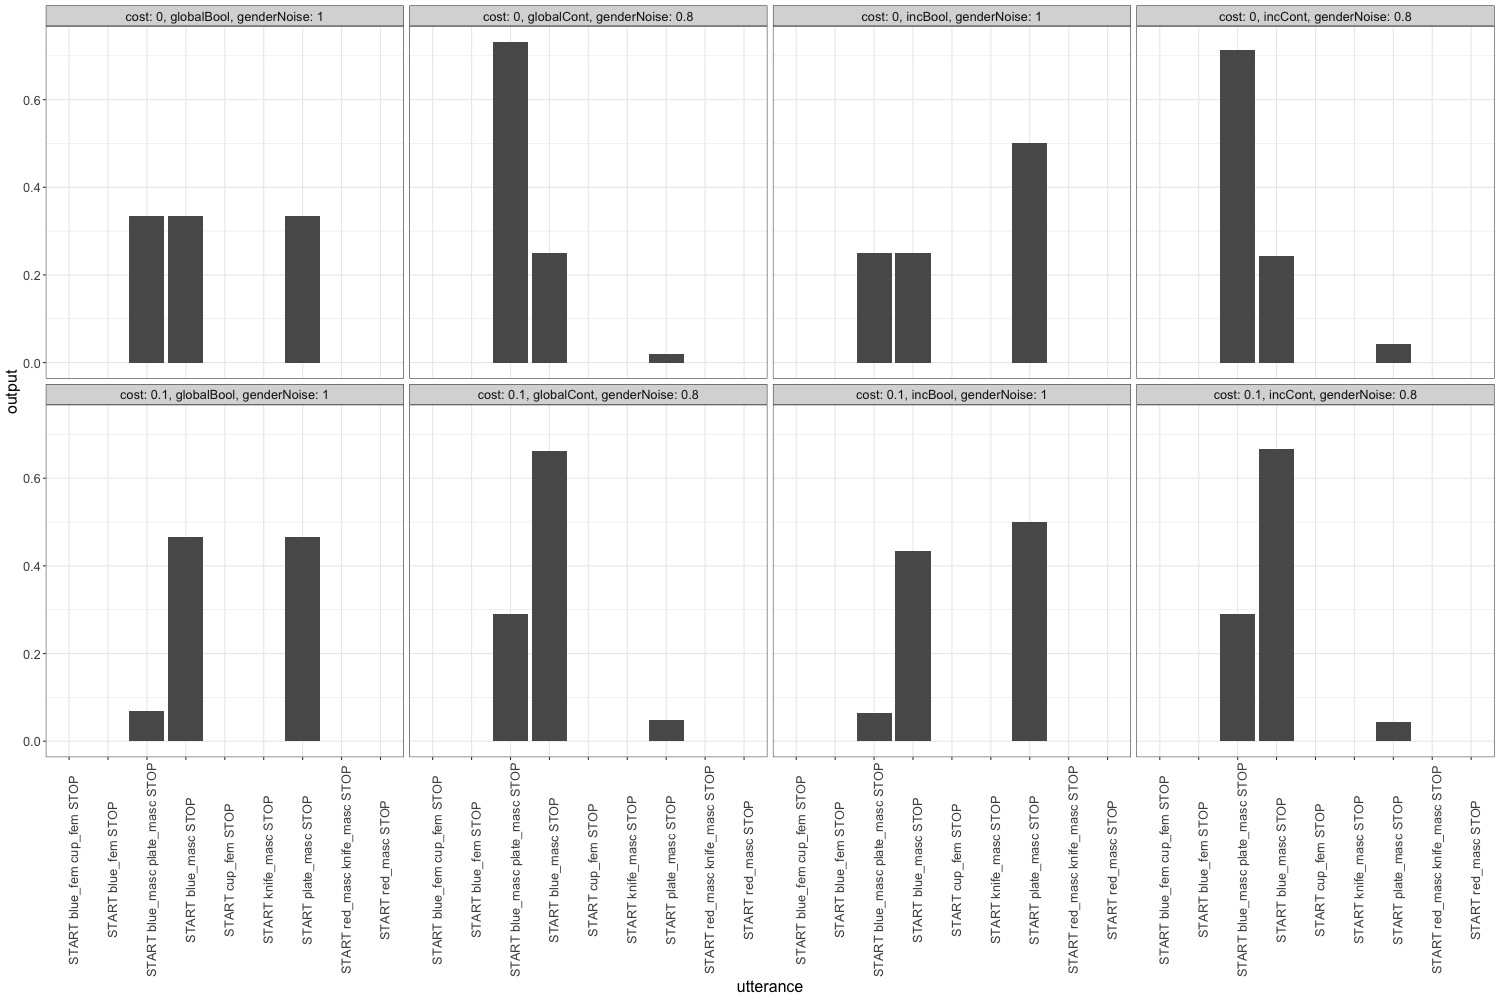 cost: 0, globalBool, genderNoise: 1
cost: 0, globalCont, genderNoise: 0.8
cost: 0, incBool, genderNoise: 1
cost: 0, incCont, genderNoise: 0.8
0.6
0.4
0.2
0.0
output
cost: 0.1, globalBool, genderNoise: 1
cost: 0.1, globalCont, genderNoise: 0.8
cost: 0.1, incBool, genderNoise: 1
cost: 0.1, incCont, genderNoise: 0.8
0.6
0.4
0.2
0.0
START blue_fem cup_fem STOP
START blue_fem STOP
START blue_masc plate_masc STOP
START blue_masc STOP
START cup_fem STOP
START knife_masc STOP
START plate_masc STOP
START red_masc knife_masc STOP
START red_masc STOP
START blue_fem cup_fem STOP
START blue_fem STOP
START blue_masc plate_masc STOP
START blue_masc STOP
START cup_fem STOP
START knife_masc STOP
START plate_masc STOP
START red_masc knife_masc STOP
START red_masc STOP
START blue_fem cup_fem STOP
START blue_fem STOP
START blue_masc plate_masc STOP
START blue_masc STOP
START cup_fem STOP
START knife_masc STOP
START plate_masc STOP
START red_masc knife_masc STOP
START red_masc STOP
START blue_fem cup_fem STOP
START blue_fem STOP
START blue_masc plate_masc STOP
START blue_masc STOP
START cup_fem STOP
START knife_masc STOP
START plate_masc STOP
START red_masc knife_masc STOP
START red_masc STOP
utterance